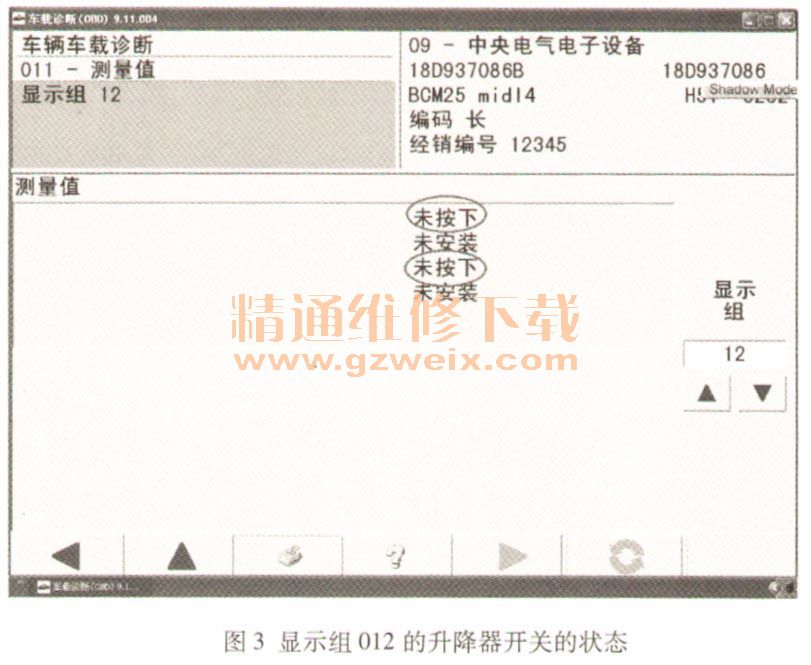 车载诊断(OBD) 9.11.004
车辆车载诊断
011 - 测量值
显示组 12
09 - 中央电气电子设备
18D937086B 18D937086
BCM25 midl4
Shadow Mode
编码 长
经销编号 12345
测量值
未按下
未安装
未按下
未安装
显示
组
12
精通维修下载
www.gzweix.com
车载诊断(OBD) 9.1...
图3 显示组012的升降器开关的状态